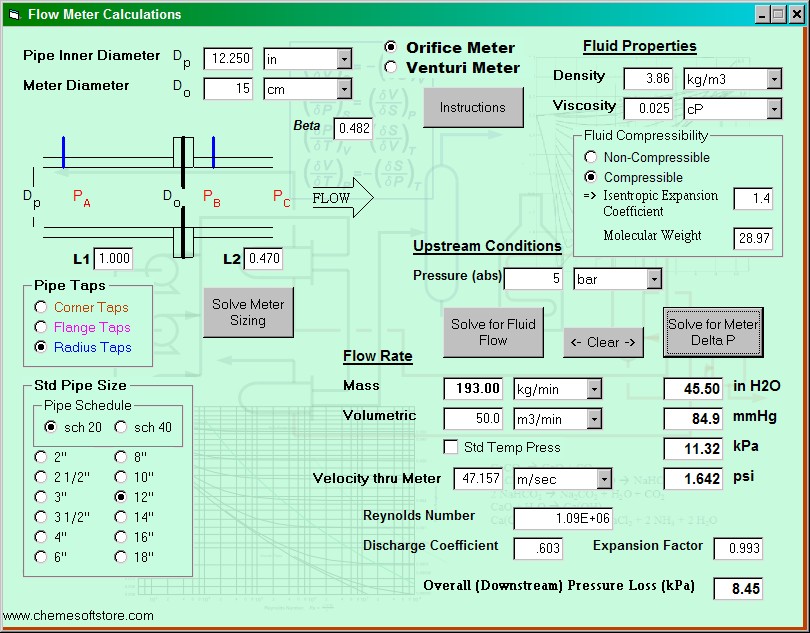 Flow Meter Calculations
Pipe Inner Diameter Dp 12.250 in
Meter Diameter Do 15 cm
Orifice Meter
Venturi Meter
Beta 0.482
Instructions
Fluid Properties
Density 3.86 kg/m3
Viscosity 0.025 cP
Fluid Compressibility
Non-Compressible
Compressible
=> Isentropic Expansion
Coefficient 1.4
Molecular Weight 28.97
Dp PA Do PB PC FLOW
L1 1.000 L2 0.470
Upstream Conditions
Pressure (abs) 5 bar
Pipe Taps
Corner Taps
Flange Taps
Radius Taps
Solve Meter
Sizing
Solve for Fluid
Flow
<- Clear ->
Solve for Meter
Delta P
Std Pipe Size
Pipe Schedule
sch 20 sch 40
2" 8"
2 1/2" 10"
3" 12"
3 1/2" 14"
4" 16"
6" 18"
Flow Rate
Mass 193.00 kg/min 45.50 in H2O
Volumetric 50.0 m3/min 84.9 mmHg
Std Temp Press 11.32 kPa
Velocity thru Meter 47.157 m/sec 1.642 psi
Reynolds Number 1.09E+06
Discharge Coefficient .603 Expansion Factor 0.993
Overall (Downstream) Pressure Loss (kPa) 8.45
www.chemesoftstore.com